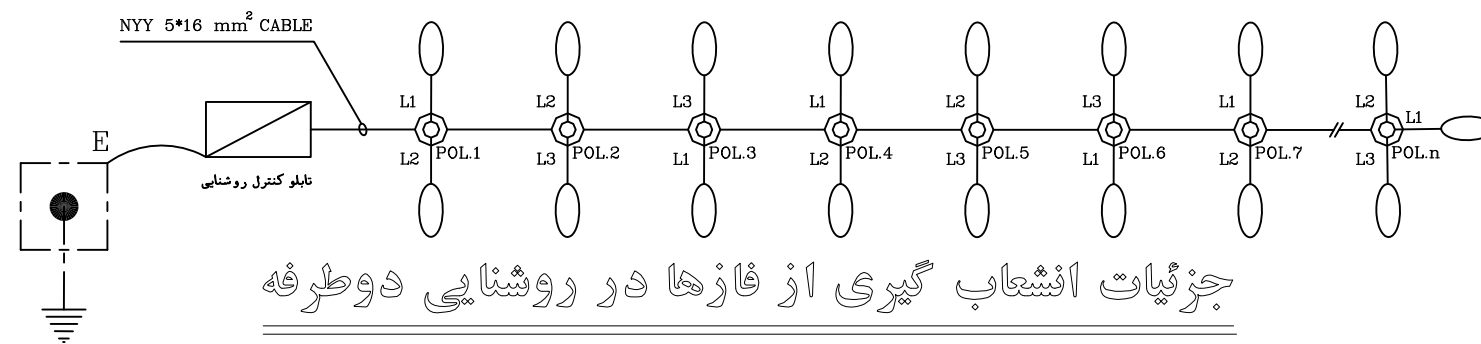 NYY 5*16 mm² CABLE
L1 L2 L3 L1 L2 L3 L1 L2 L1
E
L2 POL.1 L3 POL.2 L1 POL.3 L2 POL.4 L3 POL.5 L1 POL.6 L2 POL.7 L3 POL.n
تابلو کنترل روشنایی
جزئیات انشعاب گیری از فازها در روشنایی دوطرفه